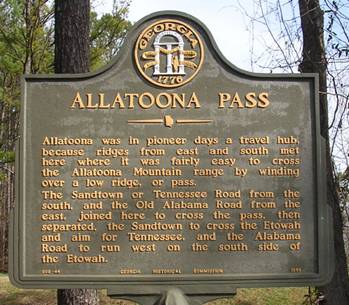 GEORGIA
1776
ALLATOONA PASS
Allatoona was in pioneer days a travel hub,
because ridges from east and south met
here where it was fairly easy to cross
the Allatoona Mountain range by winding
over a low ridge, or pass.
The Sandtown or Tennessee Road from the
south, and the Old Alabama Road from the
east, joined here to cross the pass, then
separated, the Sandtown to cross the Etowah
and aim for Tennessee, and the Alabama
Road to run west on the south side of
the Etowah.
GEORGIA HISTORICAL COMMISSION